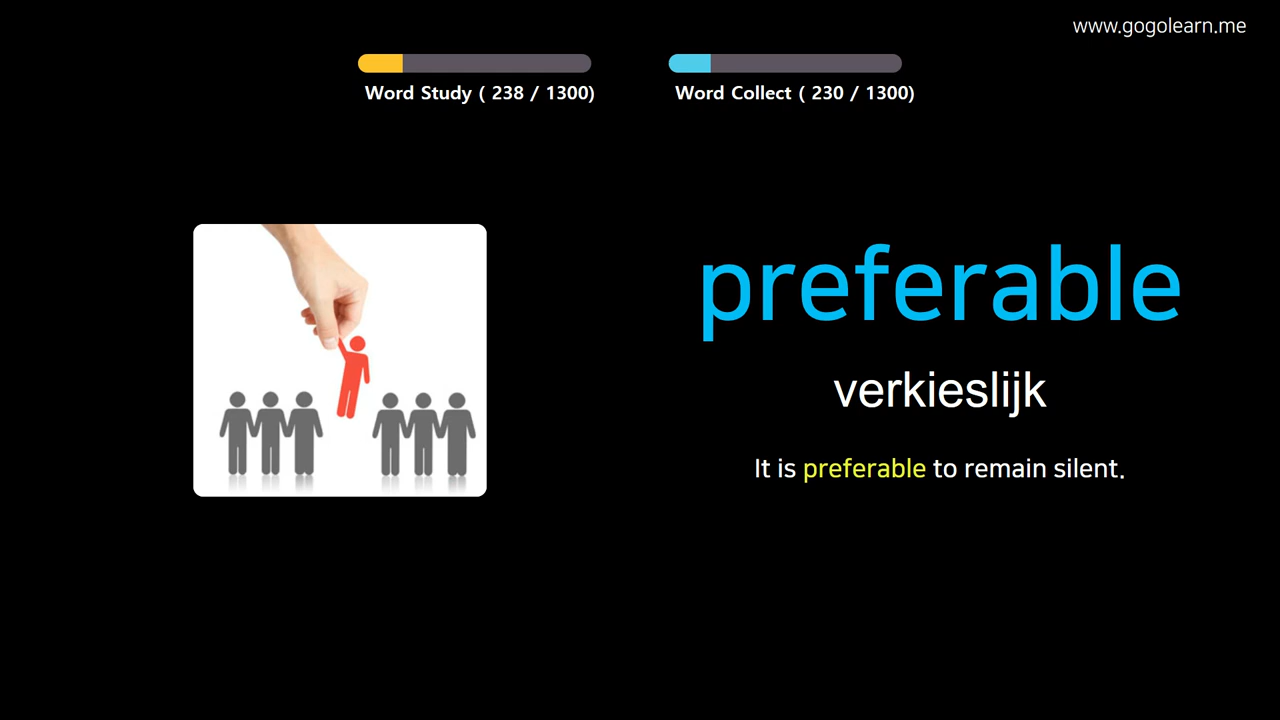 www.gogolearn.me
Word Study ( 238 / 1300)
Word Collect ( 230 / 1300)
preferable
verkieslijk
It is preferable to remain silent.